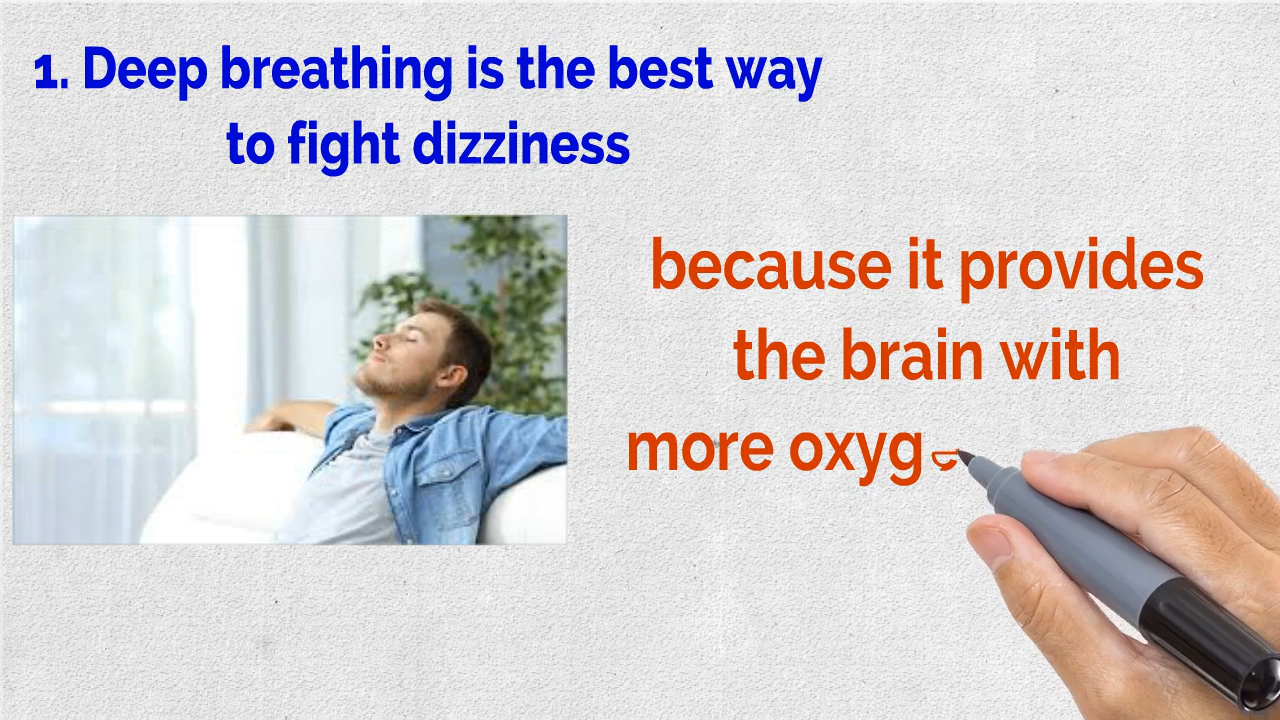 1. Deep breathing is the best way
to fight dizziness
because it provides
the brain with
more oxyg